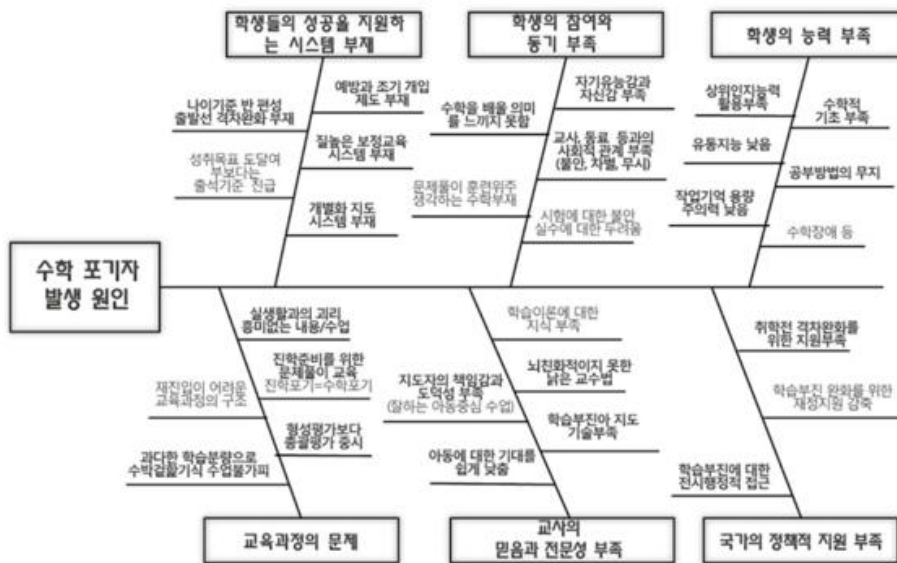 학생들의 성공을 지원하
는 시스템 부재
학생의 참여와
동기 부족
학생의 능력 부족
예방과 조기 개입
제도 부재
나이기준 반 편성
출발선 격차완화 부재
질높은 보정교육
시스템 부재
성취목표 도달여
부보다는
출석기준 진급
개별화 지도
시스템 부재
자기유능감과
자신감 부족
수학을 배울 의미
를 느끼지 못함
교사, 동료 등과의
사회적 관계 부족
(불안, 차별, 무시)
문제풀이 훈련위주
생각하는 수학부재
시험에 대한 불안
실수에 대한 두려움
상위인지능력
활용부족
수학적
기초 부족
유동지능 낮음
공부방법의 무지
작업기억 용량
주의력 낮음
수학장애 등
수학 포기자
발생 원인
실생활과의 괴리
흥미없는 내용/수업
진학준비를 위한
문제풀이 교육
진학포기=수학포기
재진입이 어려운
교육과정의 구조
형성평가보다
총괄평가 중시
과다한 학습분량으로
수박겉핥기식 수업불가피
학습이론에 대한
지식 부족
뇌친화적이지 못한
낡은 교수법
지도자의 책임감과
도덕성 부족
(잘하는 아동중심 수업)
학습부진아 지도
기술부족
아동에 대한 기대를
쉽게 낮춤
취학전 격차완화를
위한 지원부족
학습부진 완화를 위한
재정지원 감축
학습부진에 대한
전시행정적 접근
교육과정의 문제
교사의
믿음과 전문성 부족
국가의 정책적 지원 부족